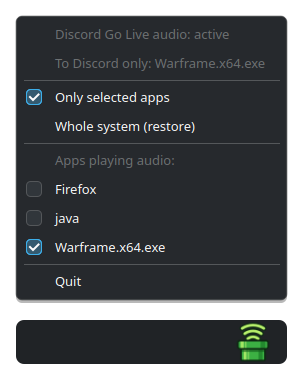 Discord Go Live audio: active
To Discord only: Warframe.x64.exe
Only selected apps
Whole system (restore)
Apps playing audio:
Firefox
java
Warframe.x64.exe
Quit